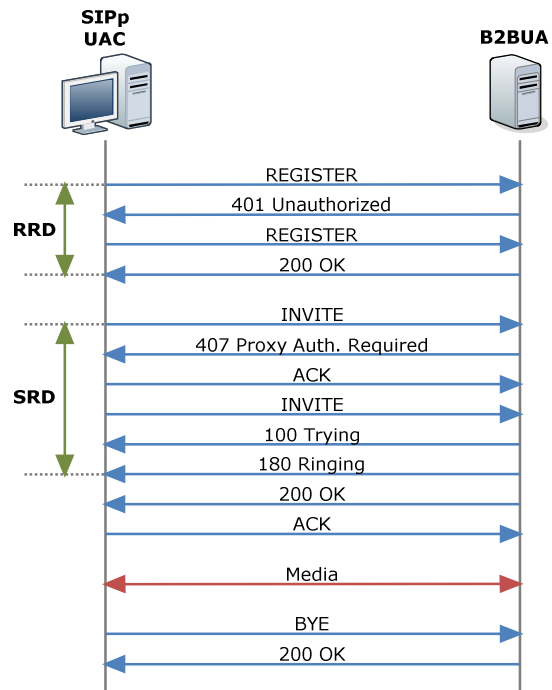 SIPp
UAC
B2BUA
REGISTER
401 Unauthorized
RRD
REGISTER
200 OK
INVITE
407 Proxy Auth. Required
ACK
SRD
INVITE
100 Trying
180 Ringing
200 OK
ACK
Media
BYE
200 OK